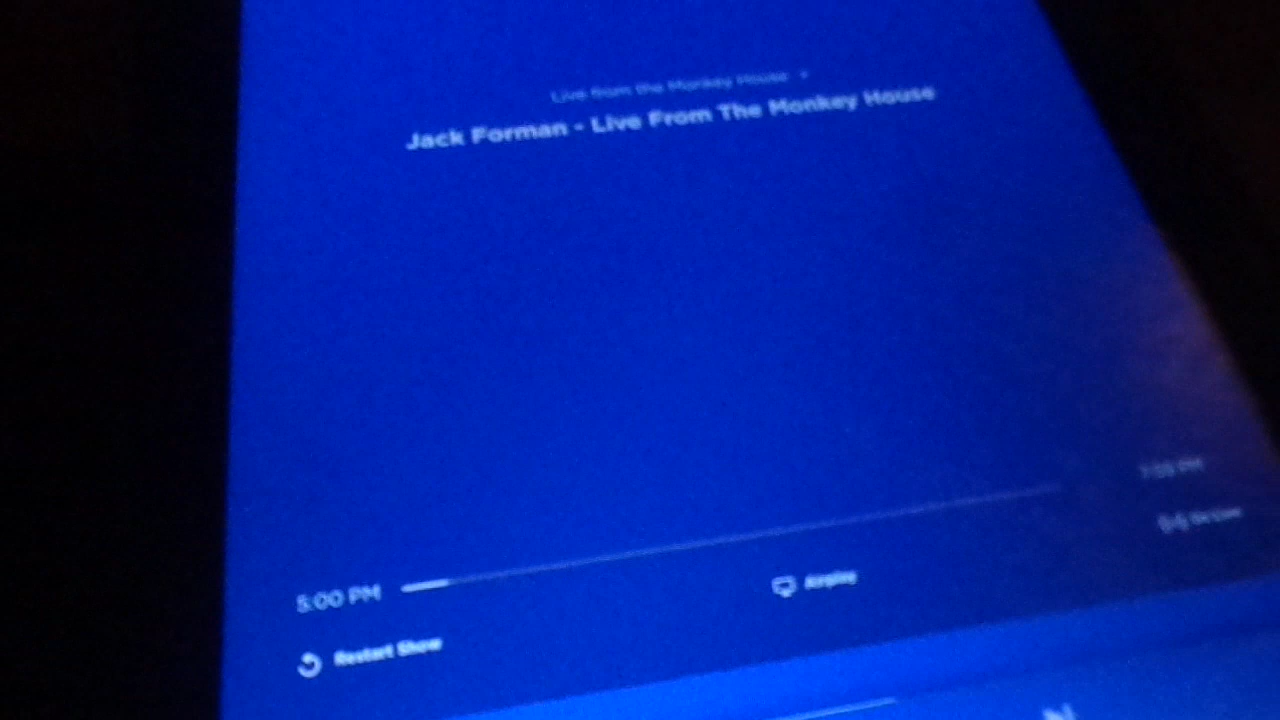 Live from the Monkey House
Jack Forman - Live From The Monkey House
5:00 PM
Restart Show
Airplay